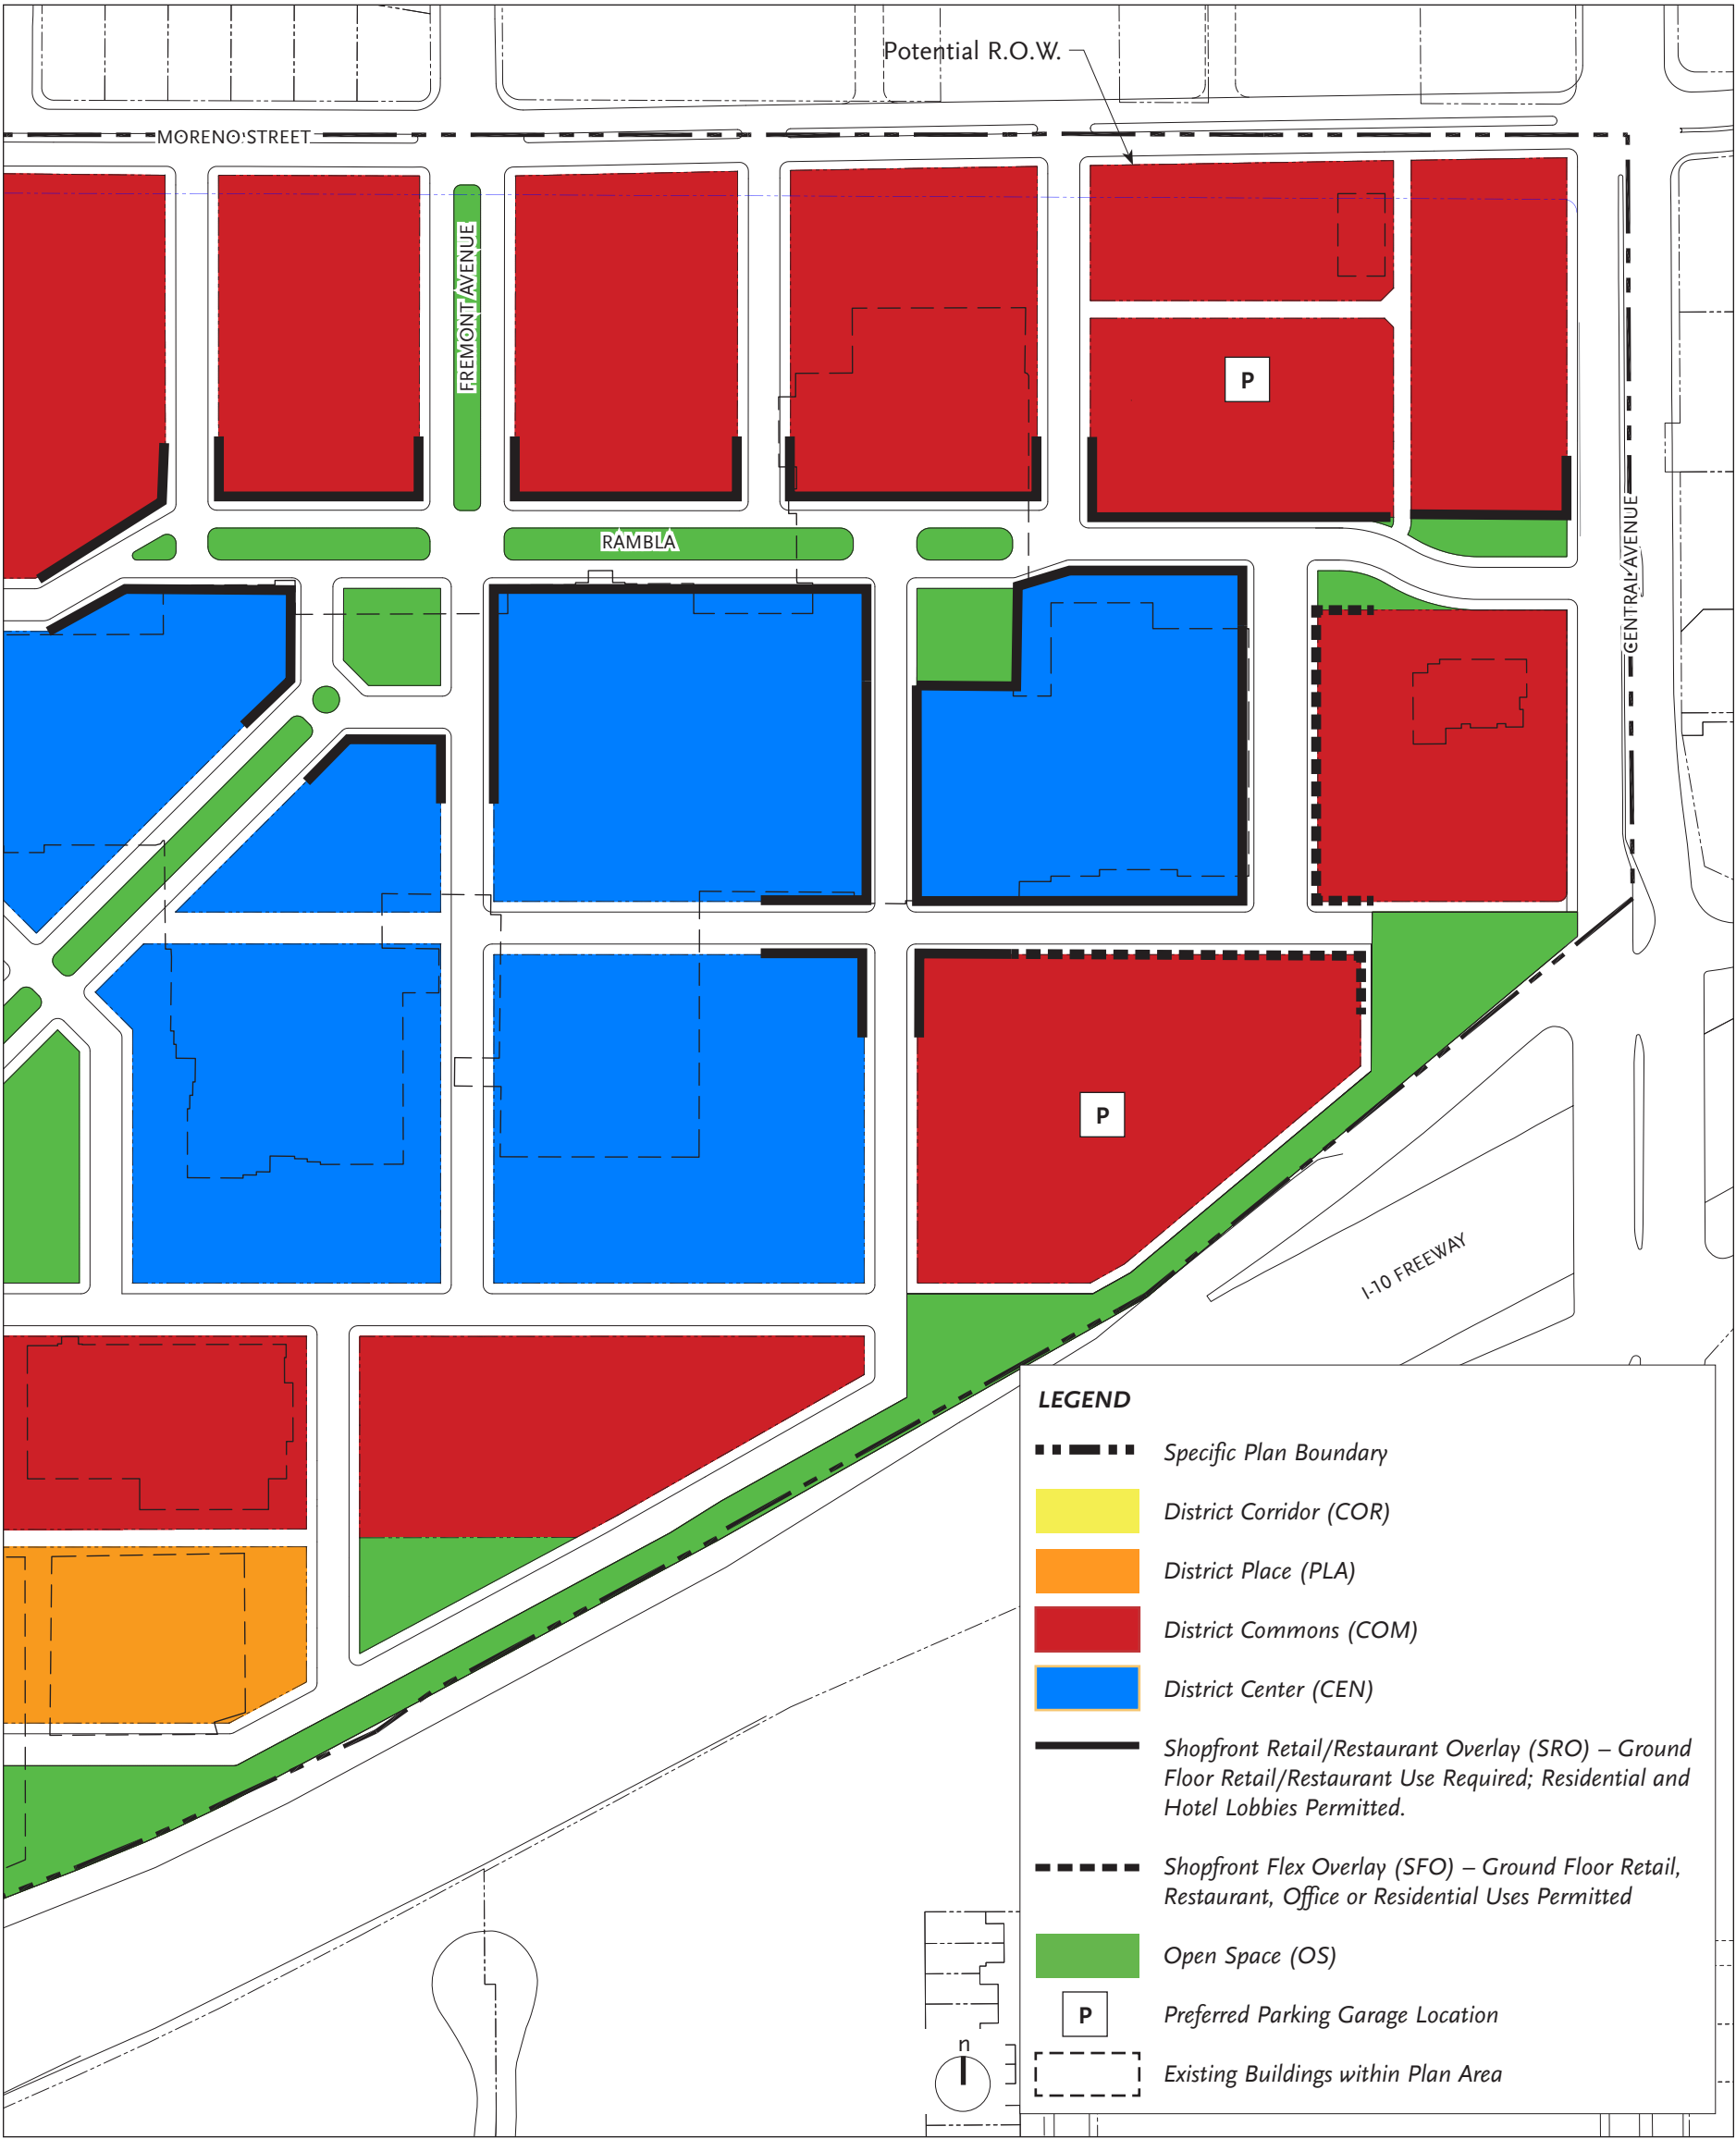 Potential R.O.W.
MORENO STREET
FREMONT AVENUE
P
RAMBLA
CENTRAL AVENUE
P
I-10 FREEWAY
LEGEND
Specific Plan Boundary
District Corridor (COR)
District Place (PLA)
District Commons (COM)
District Center (CEN)
Shopfront Retail/Restaurant Overlay (SRO) – Ground
Floor Retail/Restaurant Use Required; Residential and
Hotel Lobbies Permitted.
Shopfront Flex Overlay (SFO) – Ground Floor Retail,
Restaurant, Office or Residential Uses Permitted
Open Space (OS)
P
Preferred Parking Garage Location
n
Existing Buildings within Plan Area